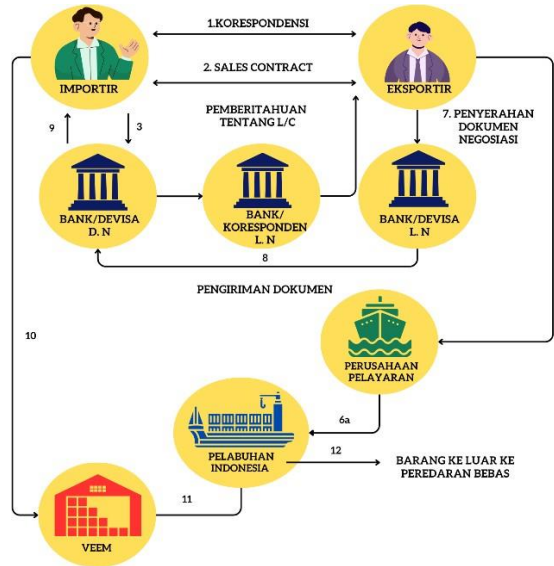 1.KORESPONDENSI
IMPORTIR
EKSPORTIR
2. SALES CONTRACT
PEMBERITAHUAN
TENTANG L/C
7. PENYERAHAN
DOKUMEN
NEGOSIASI
9
3
BANK/DEVISA
D. N
BANK/
KORESPONDEN
L. N
BANK/DEVISA
L. N
8
PENGIRIMAN DOKUMEN
10
PERUSAHAAN
PELAYARAN
6a
PELABUHAN
INDONESIA
12
BARANG KE LUAR KE
PEREDARAN BEBAS
11
VEEM